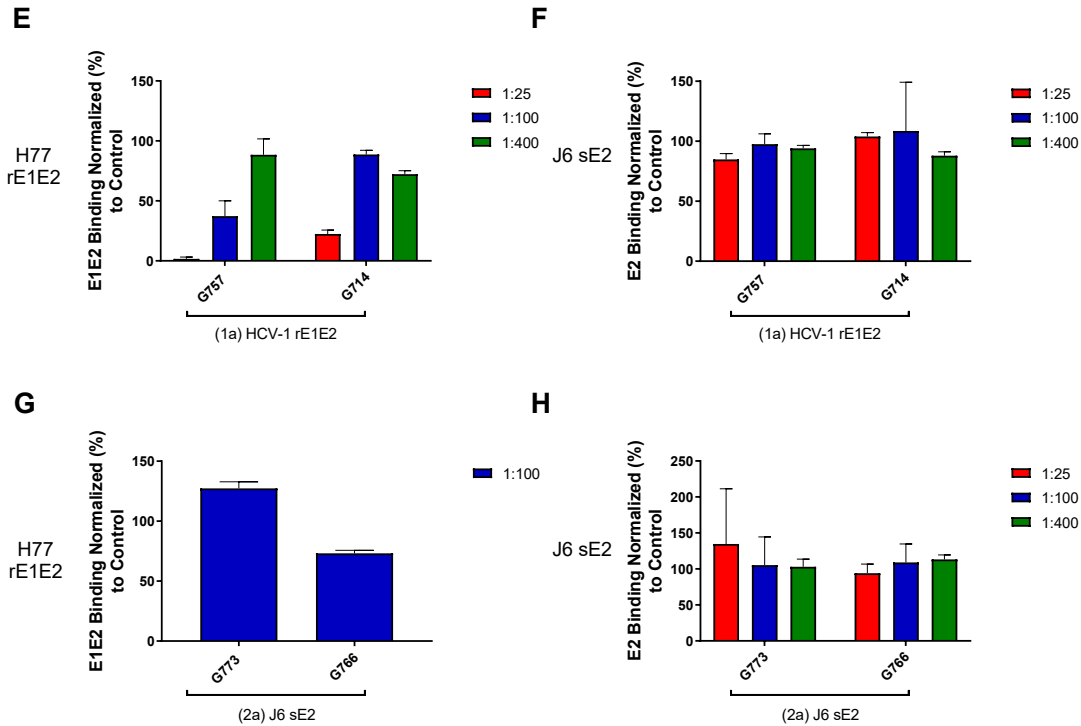 E
H77
rE1E2
E1E2 Binding Normalized (%)
to Control
150
100
50
0
G757
G714
(1a) HCV-1 rE1E2
1:25
1:100
1:400
F
J6 sE2
E2 Binding Normalized (%)
to Control
150
100
50
0
G757
G714
(1a) HCV-1 rE1E2
1:25
1:100
1:400
G
H77
rE1E2
E1E2 Binding Normalized (%)
to Control
150
100
50
0
G773
G766
(2a) J6 sE2
1:100
H
J6 sE2
E2 Binding Normalized (%)
to Control
250
200
150
100
50
0
G773
G766
(2a) J6 sE2
1:25
1:100
1:400